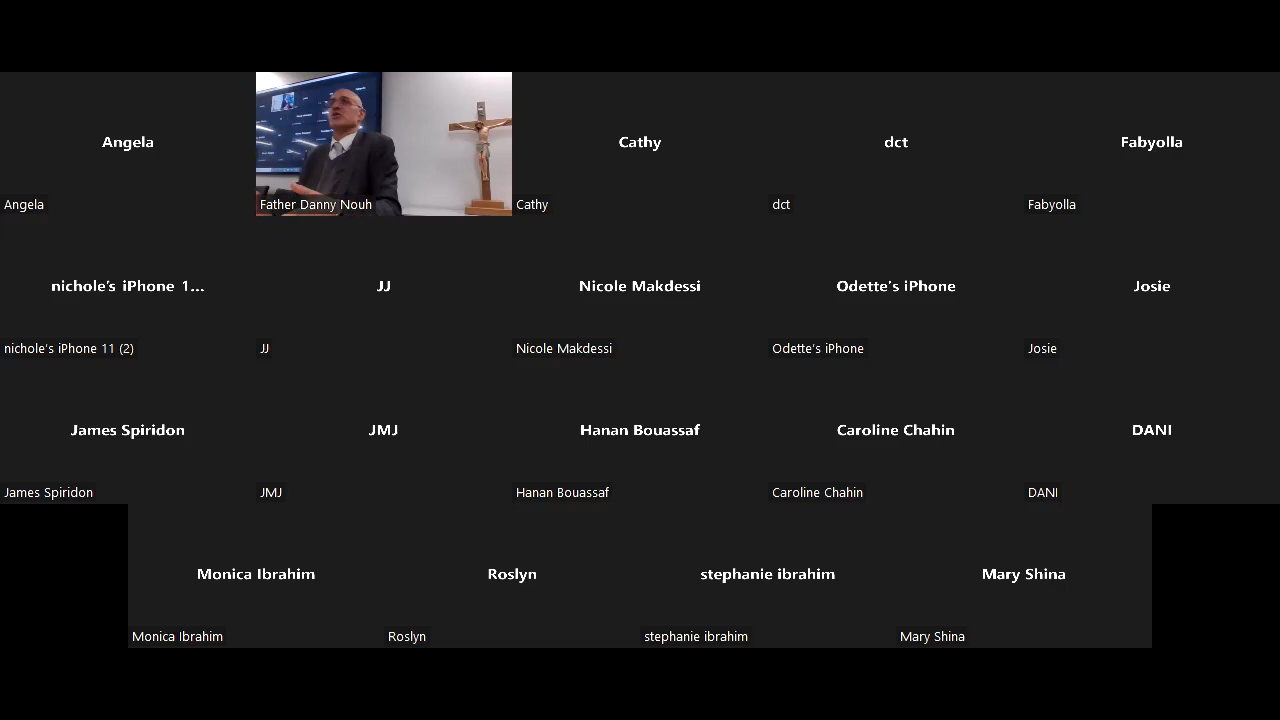 Angela
Cathy
dct
Fabyolla
Angela
Father Danny Nouh
Cathy
dct
Fabyolla
nichole's iPhone 1...
JJ
Nicole Makdessi
Odette's iPhone
Josie
nichole's iPhone 11 (2)
JJ
Nicole Makdessi
Odette's iPhone
Josie
James Spiridon
JMJ
Hanan Bouassaf
Caroline Chahin
DANI
James Spiridon
JMJ
Hanan Bouassaf
Caroline Chahin
DANI
Monica Ibrahim
Roslyn
stephanie ibrahim
Mary Shina
Monica Ibrahim
Roslyn
stephanie ibrahim
Mary Shina